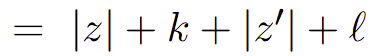 = |z| + k + |z′| + ℓ